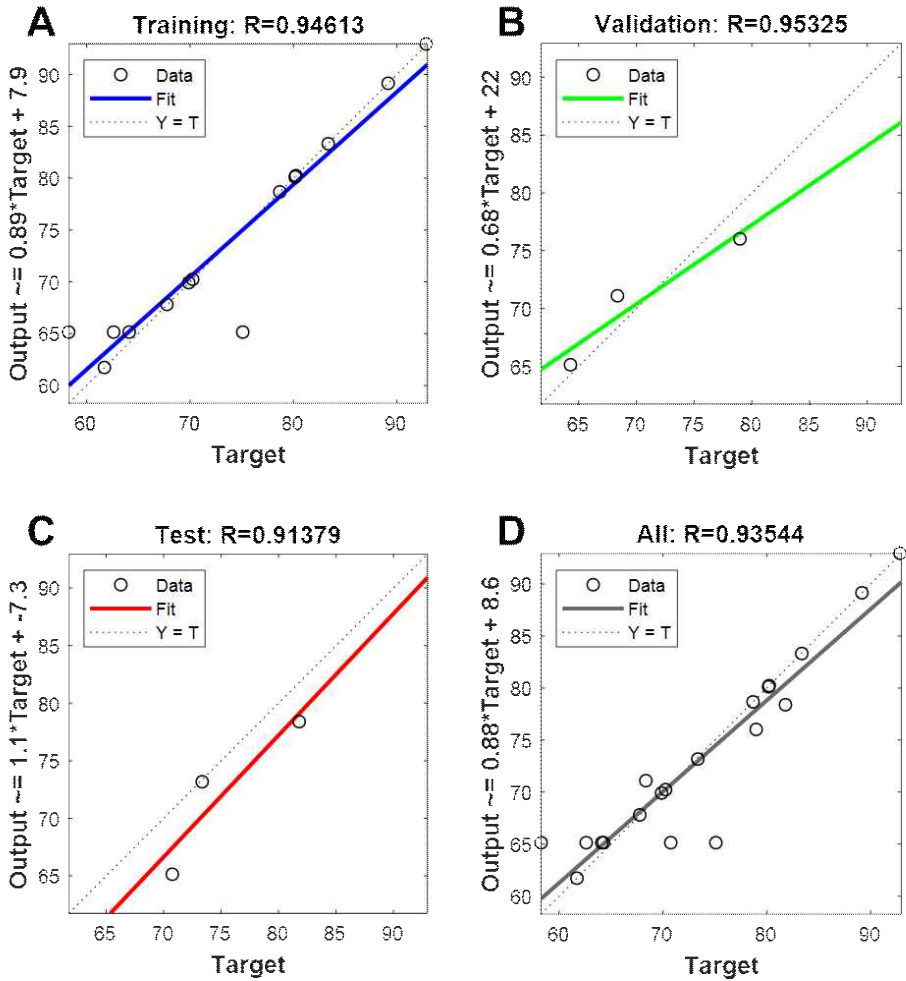 A
Training: R=0.94613
Data
Fit
Y = T
Output ~= 0.89*Target + 7.9
90
85
80
75
70
65
60
60
70
80
90
Target
B
Validation: R=0.95325
Data
Fit
Y = T
Output ~= 0.68*Target + 22
90
85
80
75
70
65
65
70
75
80
85
90
Target
C
Test: R=0.91379
Data
Fit
Y = T
Output ~= 1.1*Target + -7.3
90
85
80
75
70
65
65
70
75
80
85
90
Target
D
All: R=0.93544
Data
Fit
Y = T
Output ~= 0.88*Target + 8.6
90
85
80
75
70
65
60
60
70
80
90
Target